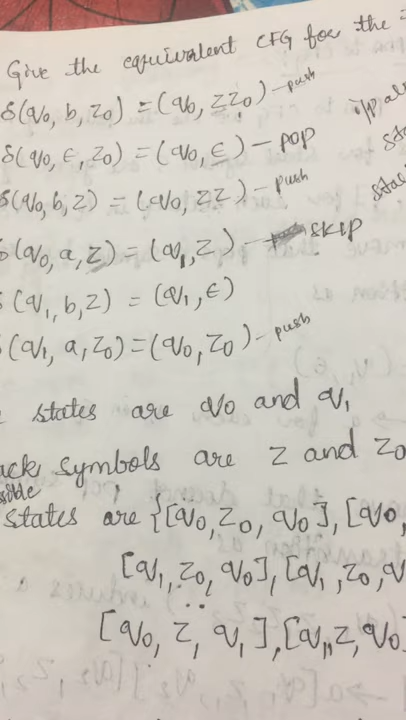 Give the equivalent CFG for the
δ(q0, b, z0) = (q0, zz0) - push
δ(q0, ε, z0) = (q0, ε) - POP
δ(q0, b, z) = (q0, zz) - push
δ(q0, a, z) = (q1, z) - SKIP
(q1, b, z) = (q1, ε)
(q1, a, z0) = (q0, z0) - push
states are q0 and q1
ack symbols are z and z0
sible
states are {[q0, z0, q0], [q0,
[q1, z0, q0], [q1, z0, q
[q0, z, q1], [q1, z, q0]